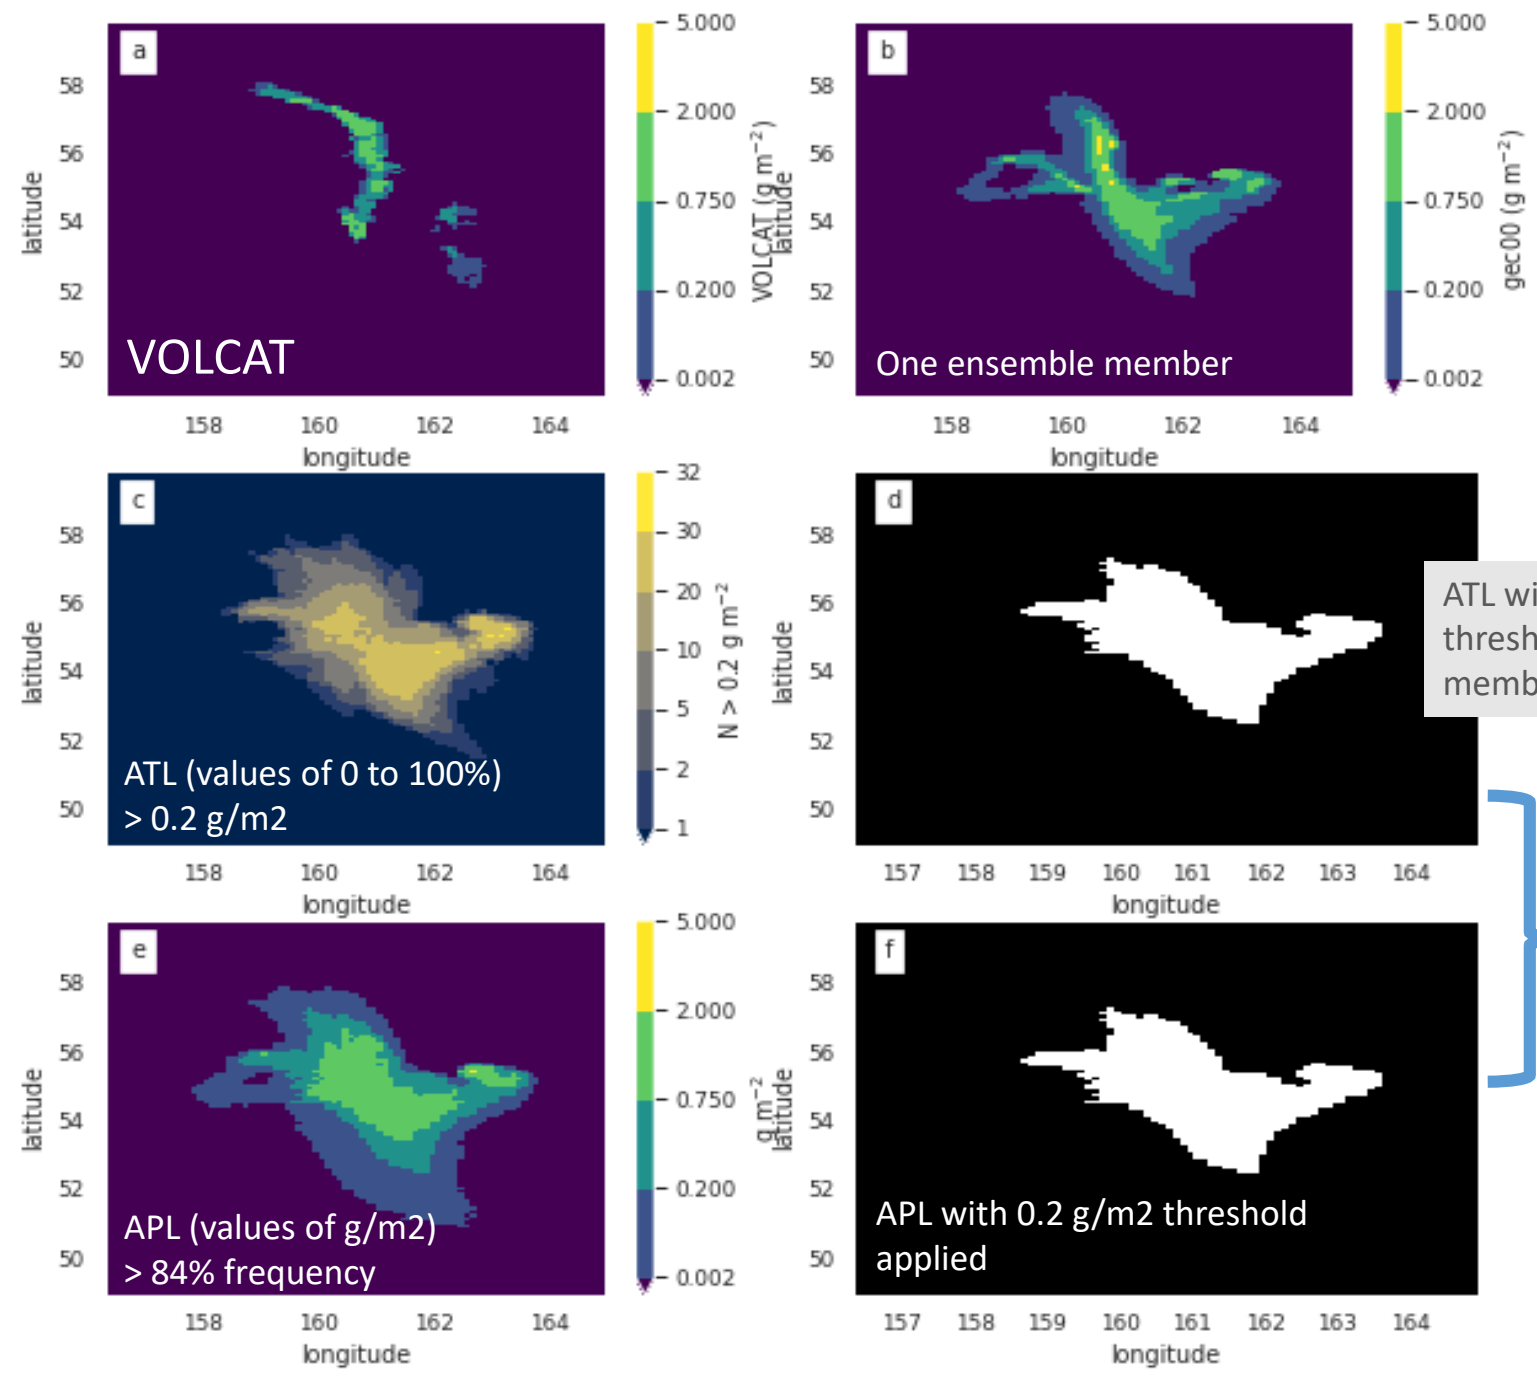 a
58
56
54
52
50
latitude
158
160
162
164
longitude
VOLCAT
5.000
2.000
0.750
0.200
0.002
VOLCAT (g m⁻²)
b
58
56
54
52
50
latitude
158
160
162
164
longitude
One ensemble member
5.000
2.000
0.750
0.200
0.002
gec00 (g m⁻²)
c
58
56
54
52
50
latitude
158
160
162
164
longitude
ATL (values of 0 to 100%)
> 0.2 g/m2
32
30
20
10
5
2
1
N > 0.2 g m⁻²
d
58
56
54
52
50
latitude
157
158
159
160
161
162
163
164
longitude
ATL
e
58
56
54
52
50
latitude
158
160
162
164
longitude
APL (values of g/m2)
> 84% frequency
5.000
2.000
0.750
0.200
0.002
g m⁻²
f
58
56
54
52
50
latitude
157
158
159
160
161
162
163
164
longitude
APL with 0.2 g/m2 threshold
applied